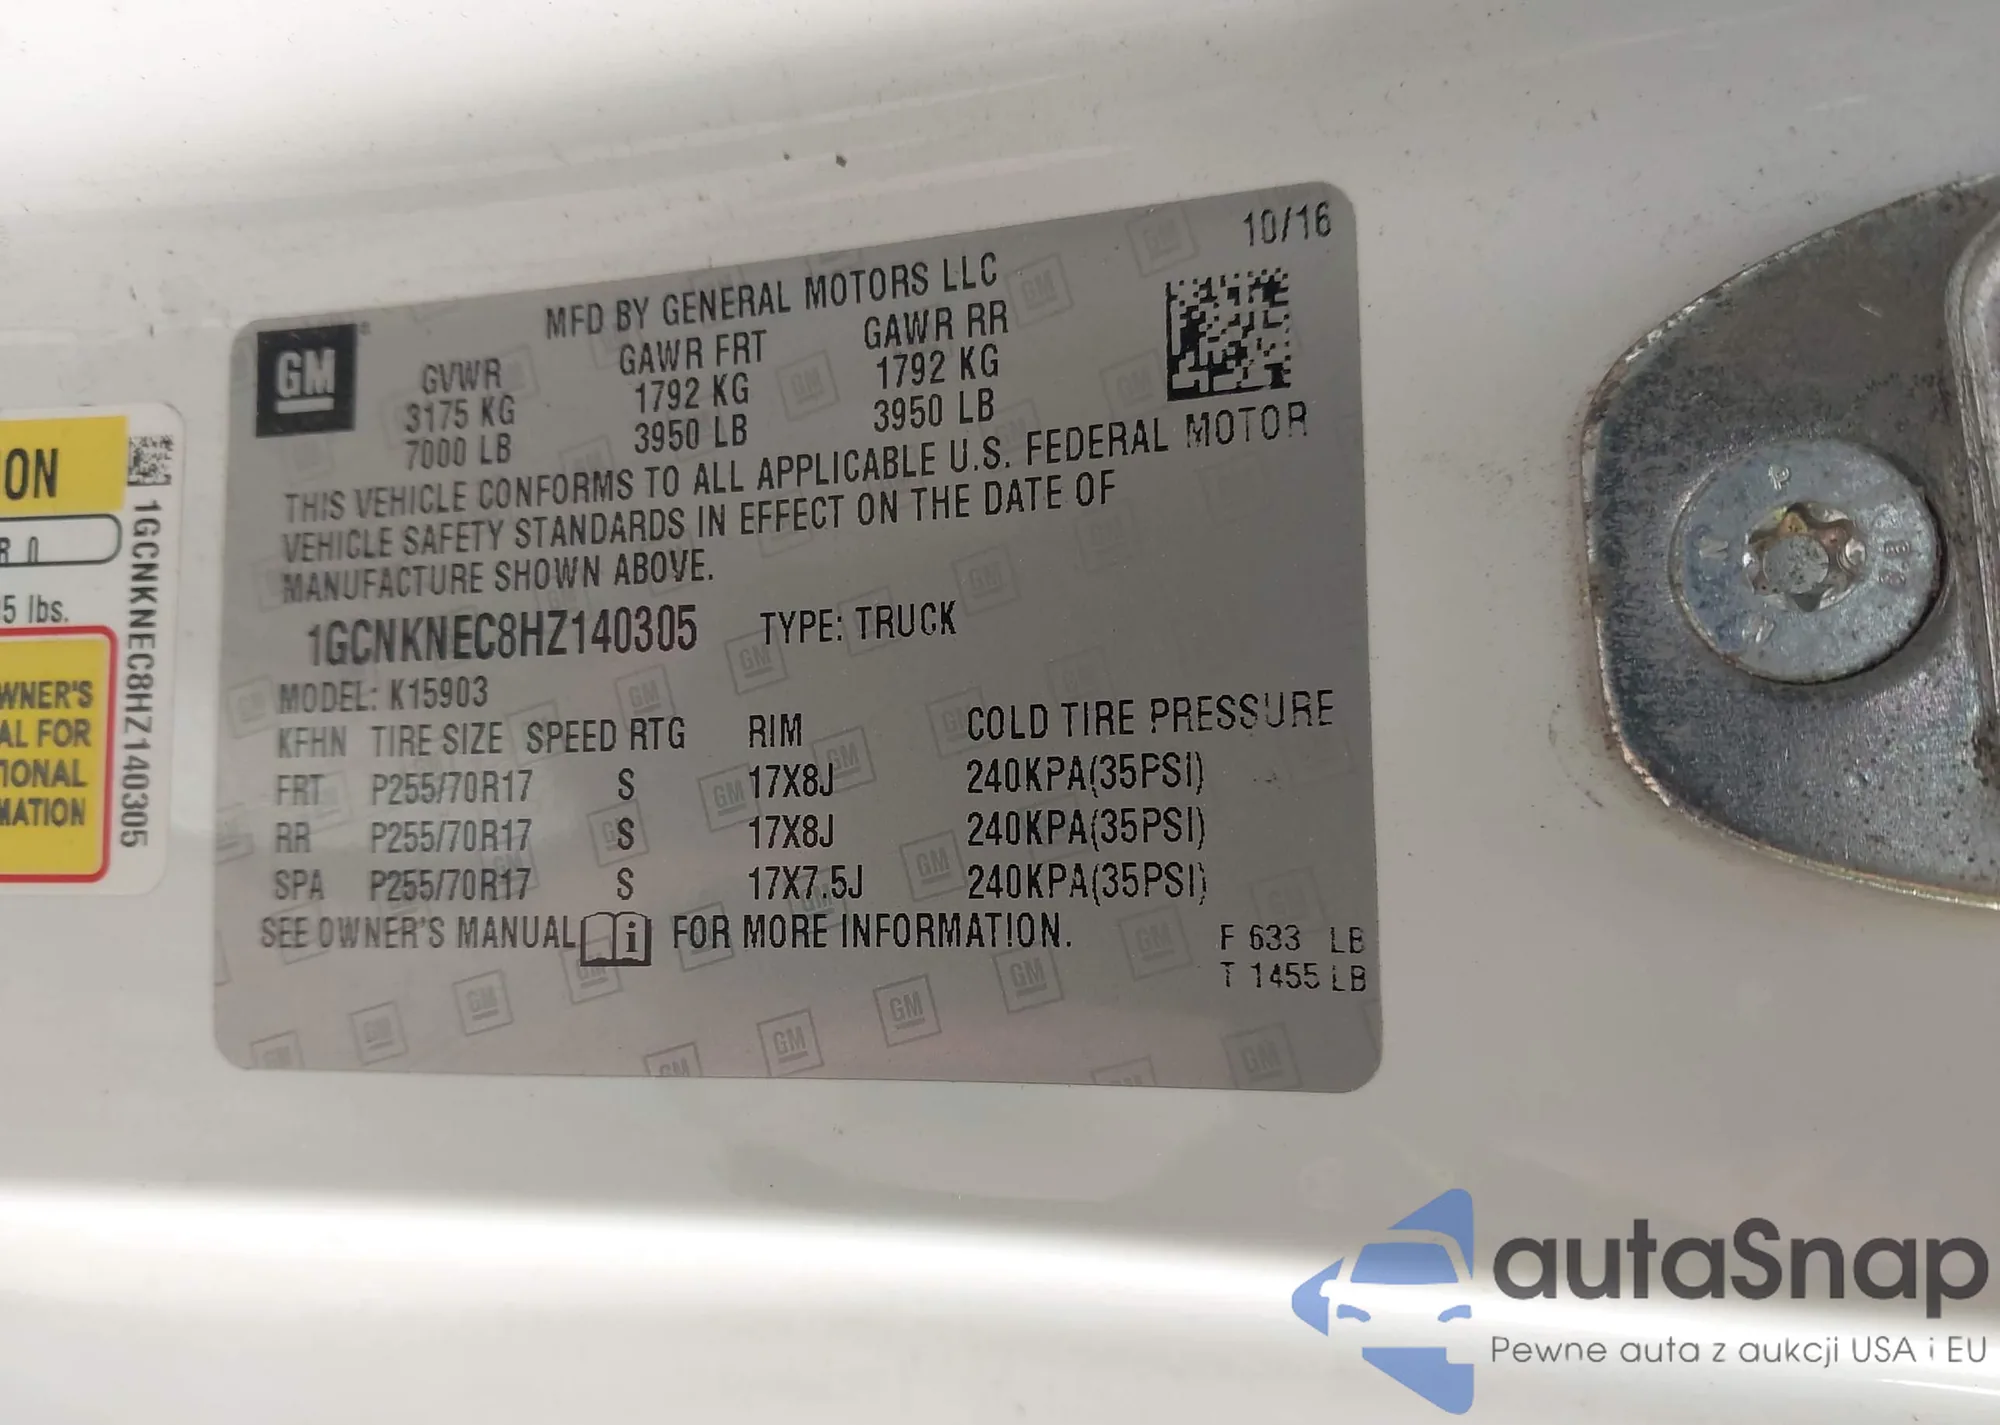 10/16
MFD BY GENERAL MOTORS LLC
GM
GVWR GAWR FRT GAWR RR
3175 KG 1792 KG 1792 KG
7000 LB 3950 LB 3950 LB
THIS VEHICLE CONFORMS TO ALL APPLICABLE U.S. FEDERAL MOTOR
VEHICLE SAFETY STANDARDS IN EFFECT ON THE DATE OF
MANUFACTURE SHOWN ABOVE.
1GCNKNEC8HZ140305 TYPE: TRUCK
MODEL: K15903
KFHN TIRE SIZE SPEED RTG RIM COLD TIRE PRESSURE
FRT P255/70R17 S 17X8J 240KPA(35PSI)
RR P255/70R17 S 17X8J 240KPA(35PSI)
SPA P255/70R17 S 17X7.5J 240KPA(35PSI)
SEE OWNER'S MANUAL i FOR MORE INFORMATION.
F 633 LB
T 1455 LB
ION
R 0
5 lbs.
WNER'S
AL FOR
IONAL
MATION
1GCNKNEC8HZ140305
autaSnap
Pewne auta z aukcji USA i EU